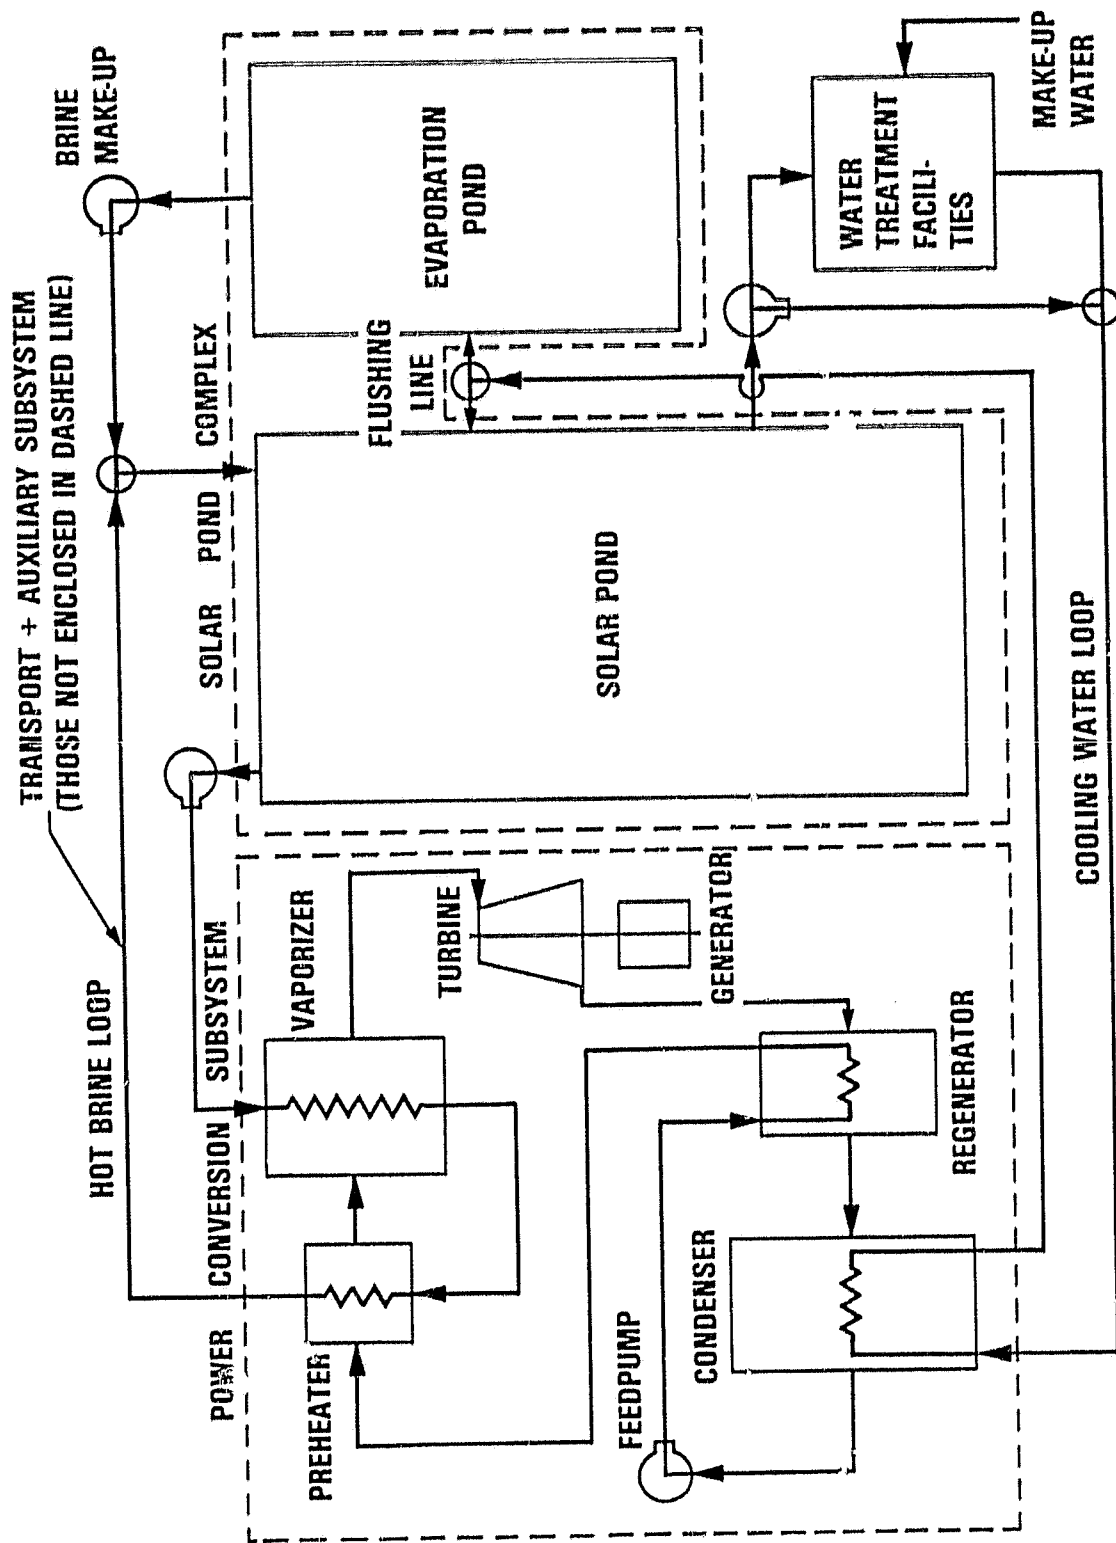 TRANSPORT + AUXILIARY SUBSYSTEM
(THOSE NOT ENCLOSED IN DASHED LINE)
HOT BRINE LOOP
BRINE
MAKE-UP
POWER CONVERSION SUBSYSTEM
SOLAR POND COMPLEX
PREHEATER
VAPORIZER
TURBINE
GENERATOR
FEEDPUMP
CONDENSER
REGENERATOR
SOLAR POND
FLUSHING
LINE
EVAPORATION
POND
WATER
TREATMENT
FACILI-
TIES
MAKE-UP
WATER
COOLING WATER LOOP